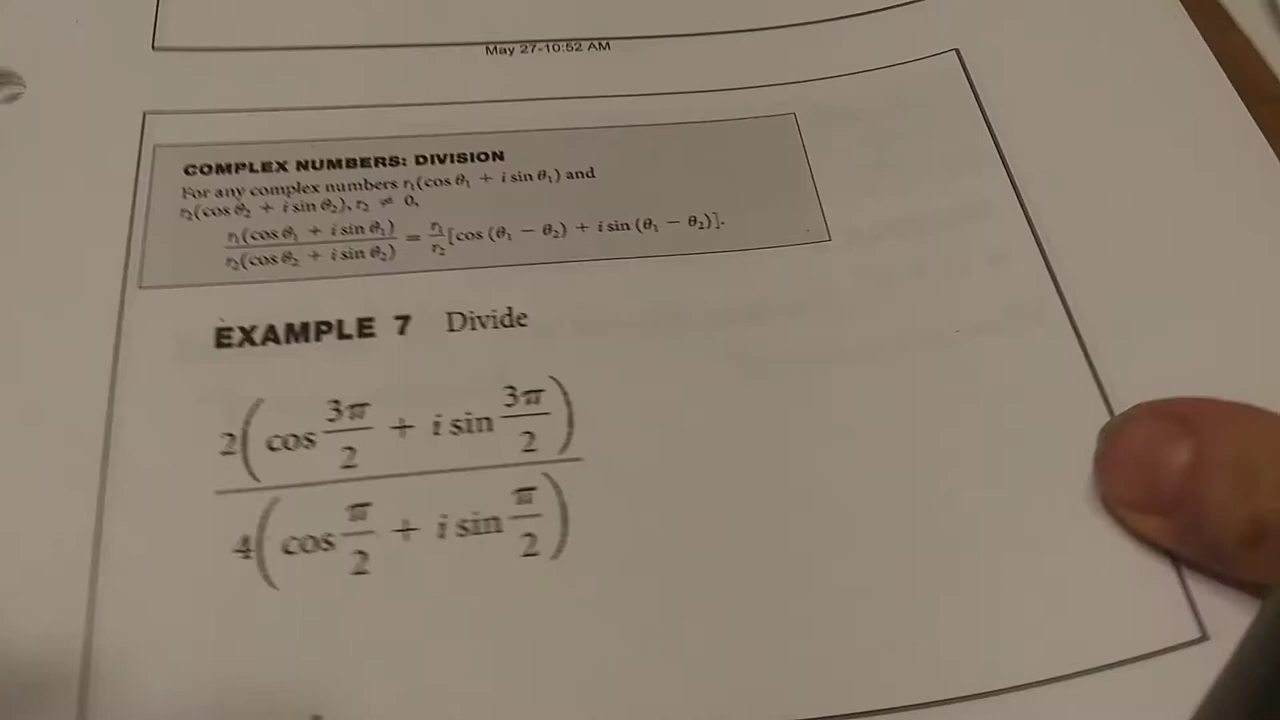 May 27-10:52 AM
COMPLEX NUMBERS: DIVISION
For any complex numbers r₁(cos θ₁ + i sin θ₁) and
r₂(cos θ₂ + i sin θ₂), r₂ ≠ 0,
r₁(cos θ₁ + i sin θ₁) / r₂(cos θ₂ + i sin θ₂) = r₁/r₂ [cos (θ₁ − θ₂) + i sin (θ₁ − θ₂)].
EXAMPLE 7 Divide
2(cos 3π/2 + i sin 3π/2)
4(cos π/2 + i sin π/2)